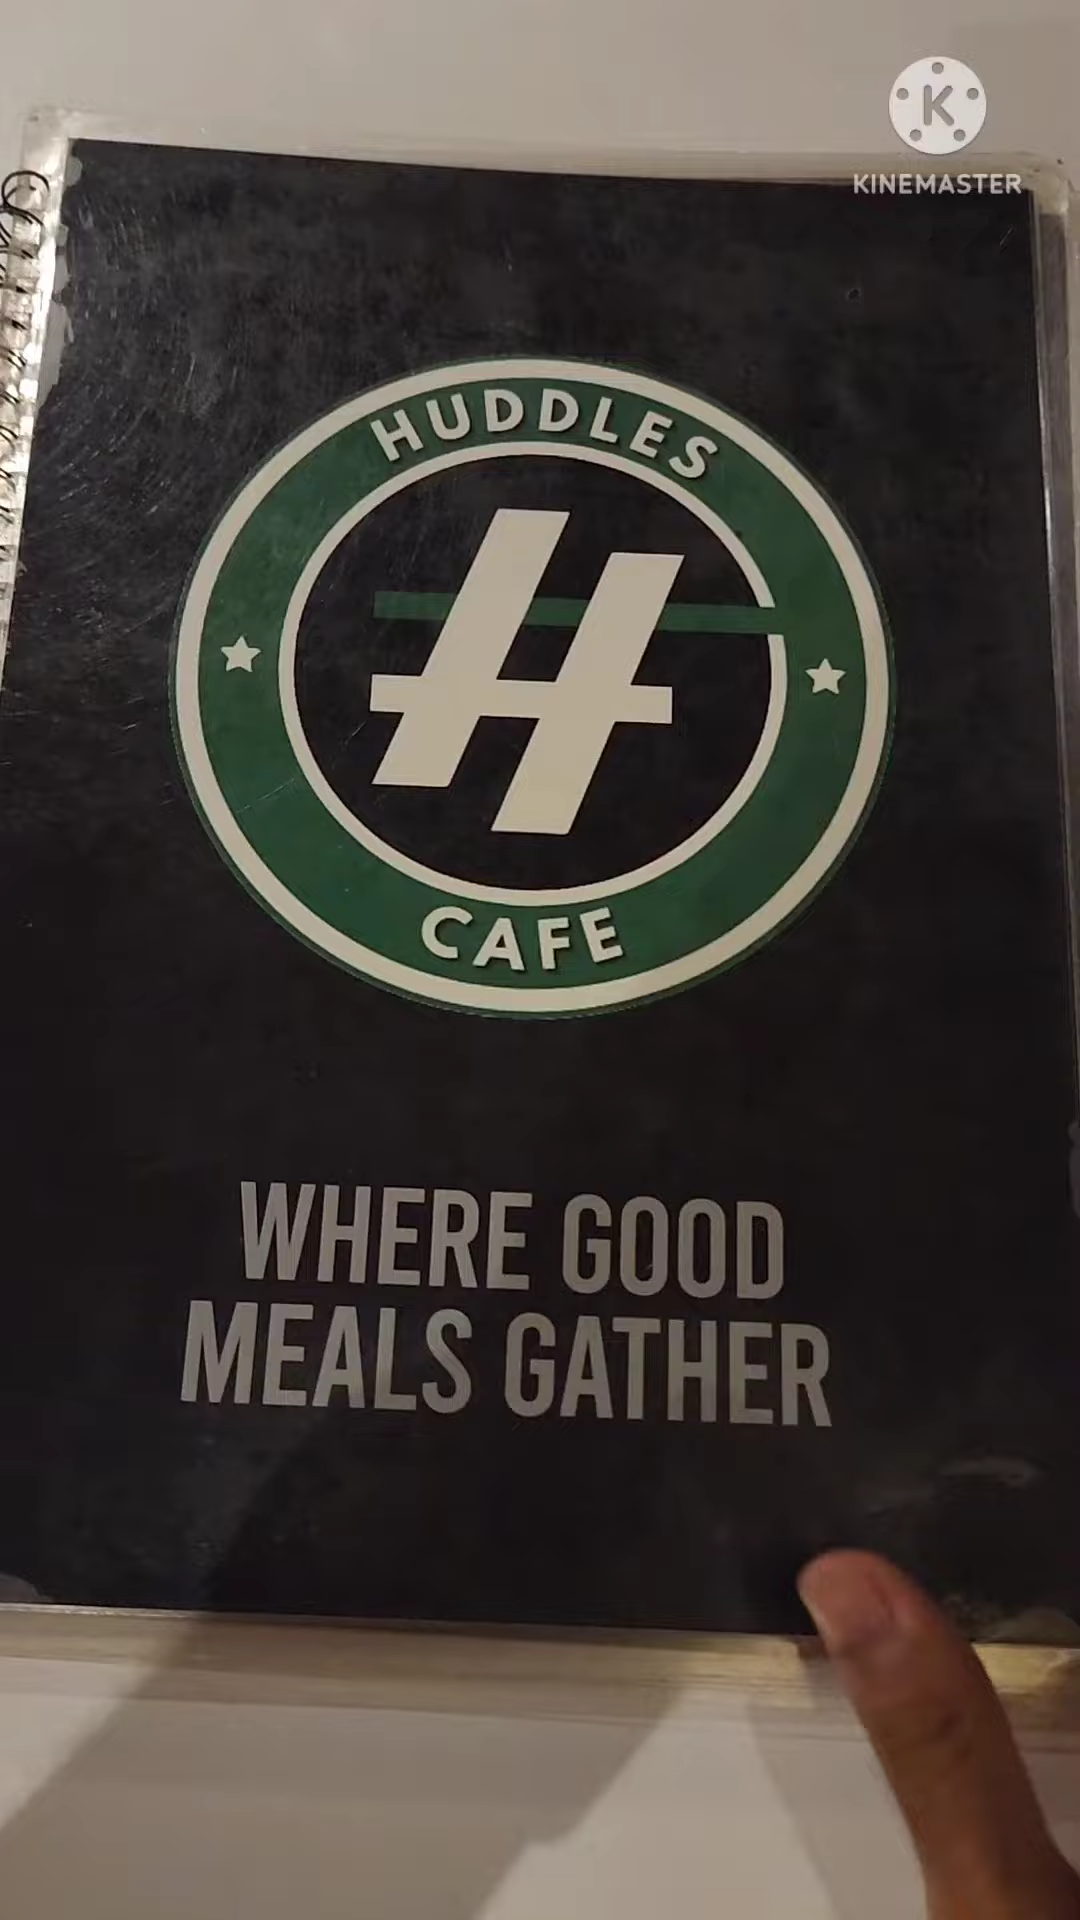 K
KINEMASTER
HUDDLES
H
CAFE
WHERE GOOD
MEALS GATHER